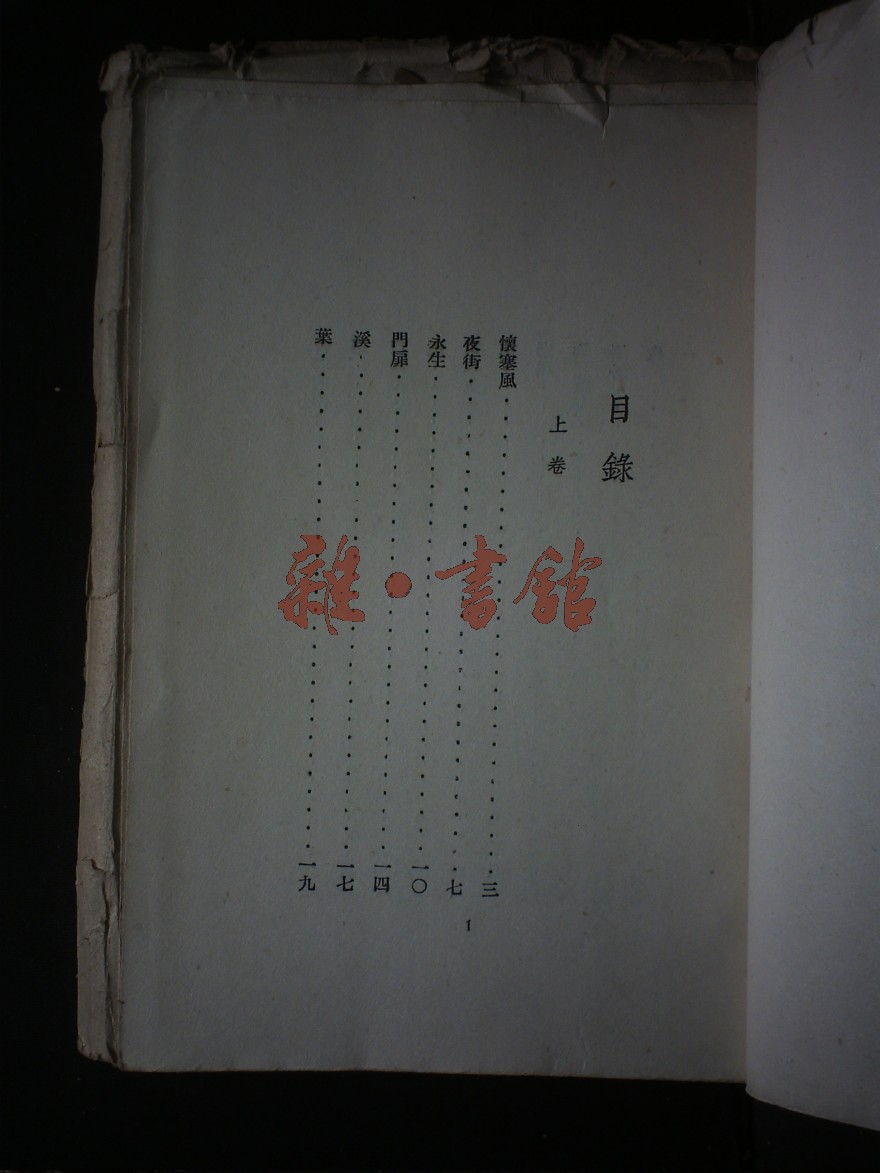 目錄
上卷
懷塞風····························三
夜街····························七
永生····························一〇
門扉····························一四
溪····························一七
葉····························一九
1
雜·書館